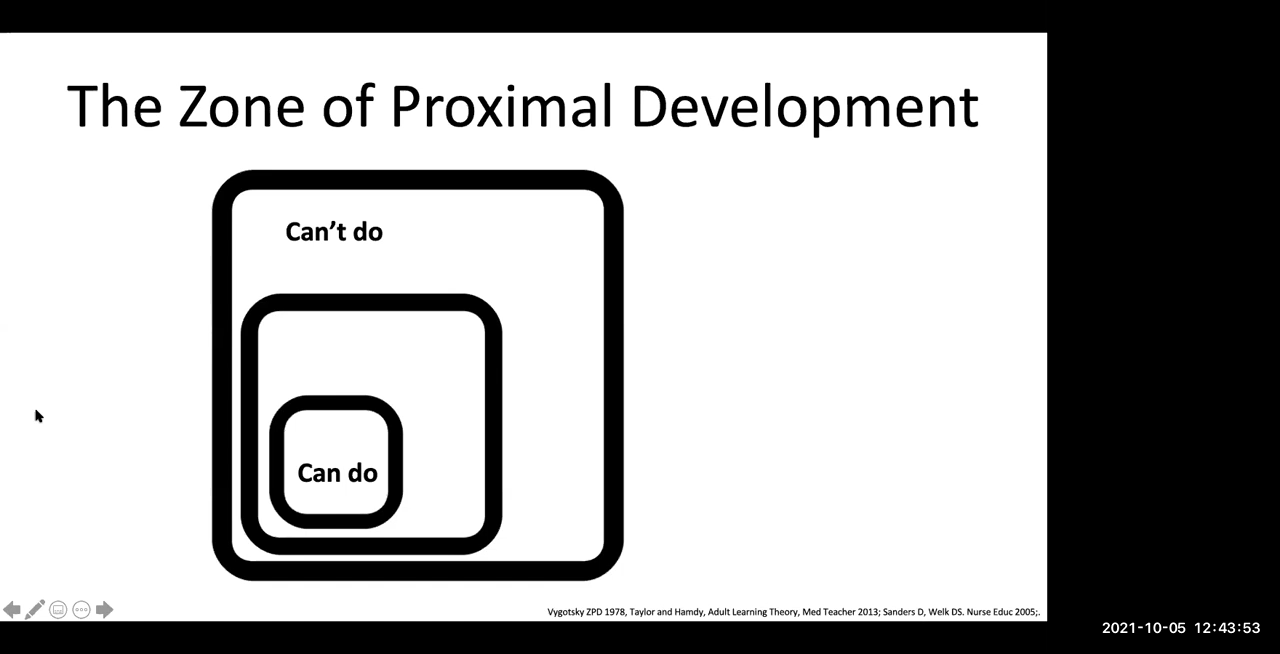 The Zone of Proximal Development
Can’t do
Can do
Vygotsky ZPD 1978, Taylor and Hamdy, Adult Learning Theory, Med Teacher 2013; Sanders D, Welk DS. Nurse Educ 2005;.
2021-10-05 12:43:53